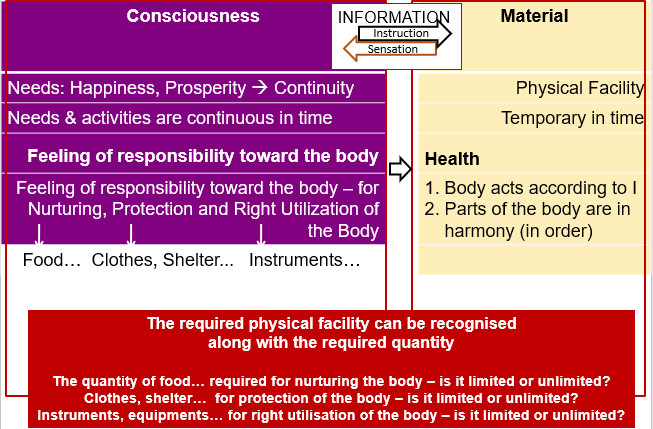 Consciousness
INFORMATION
Instruction
Sensation
Material
Needs: Happiness, Prosperity → Continuity
Physical Facility
Needs & activities are continuous in time
Temporary in time
Feeling of responsibility toward the body
Health
Feeling of responsibility toward the body – for
Nurturing, Protection and Right Utilization of
the Body
1. Body acts according to I
2. Parts of the body are in
harmony (in order)
Food… Clothes, Shelter... Instruments…
The required physical facility can be recognised
along with the required quantity
The quantity of food… required for nurturing the body – is it limited or unlimited?
Clothes, shelter… for protection of the body – is it limited or unlimited?
Instruments, equipments… for right utilisation of the body – is it limited or unlimited?